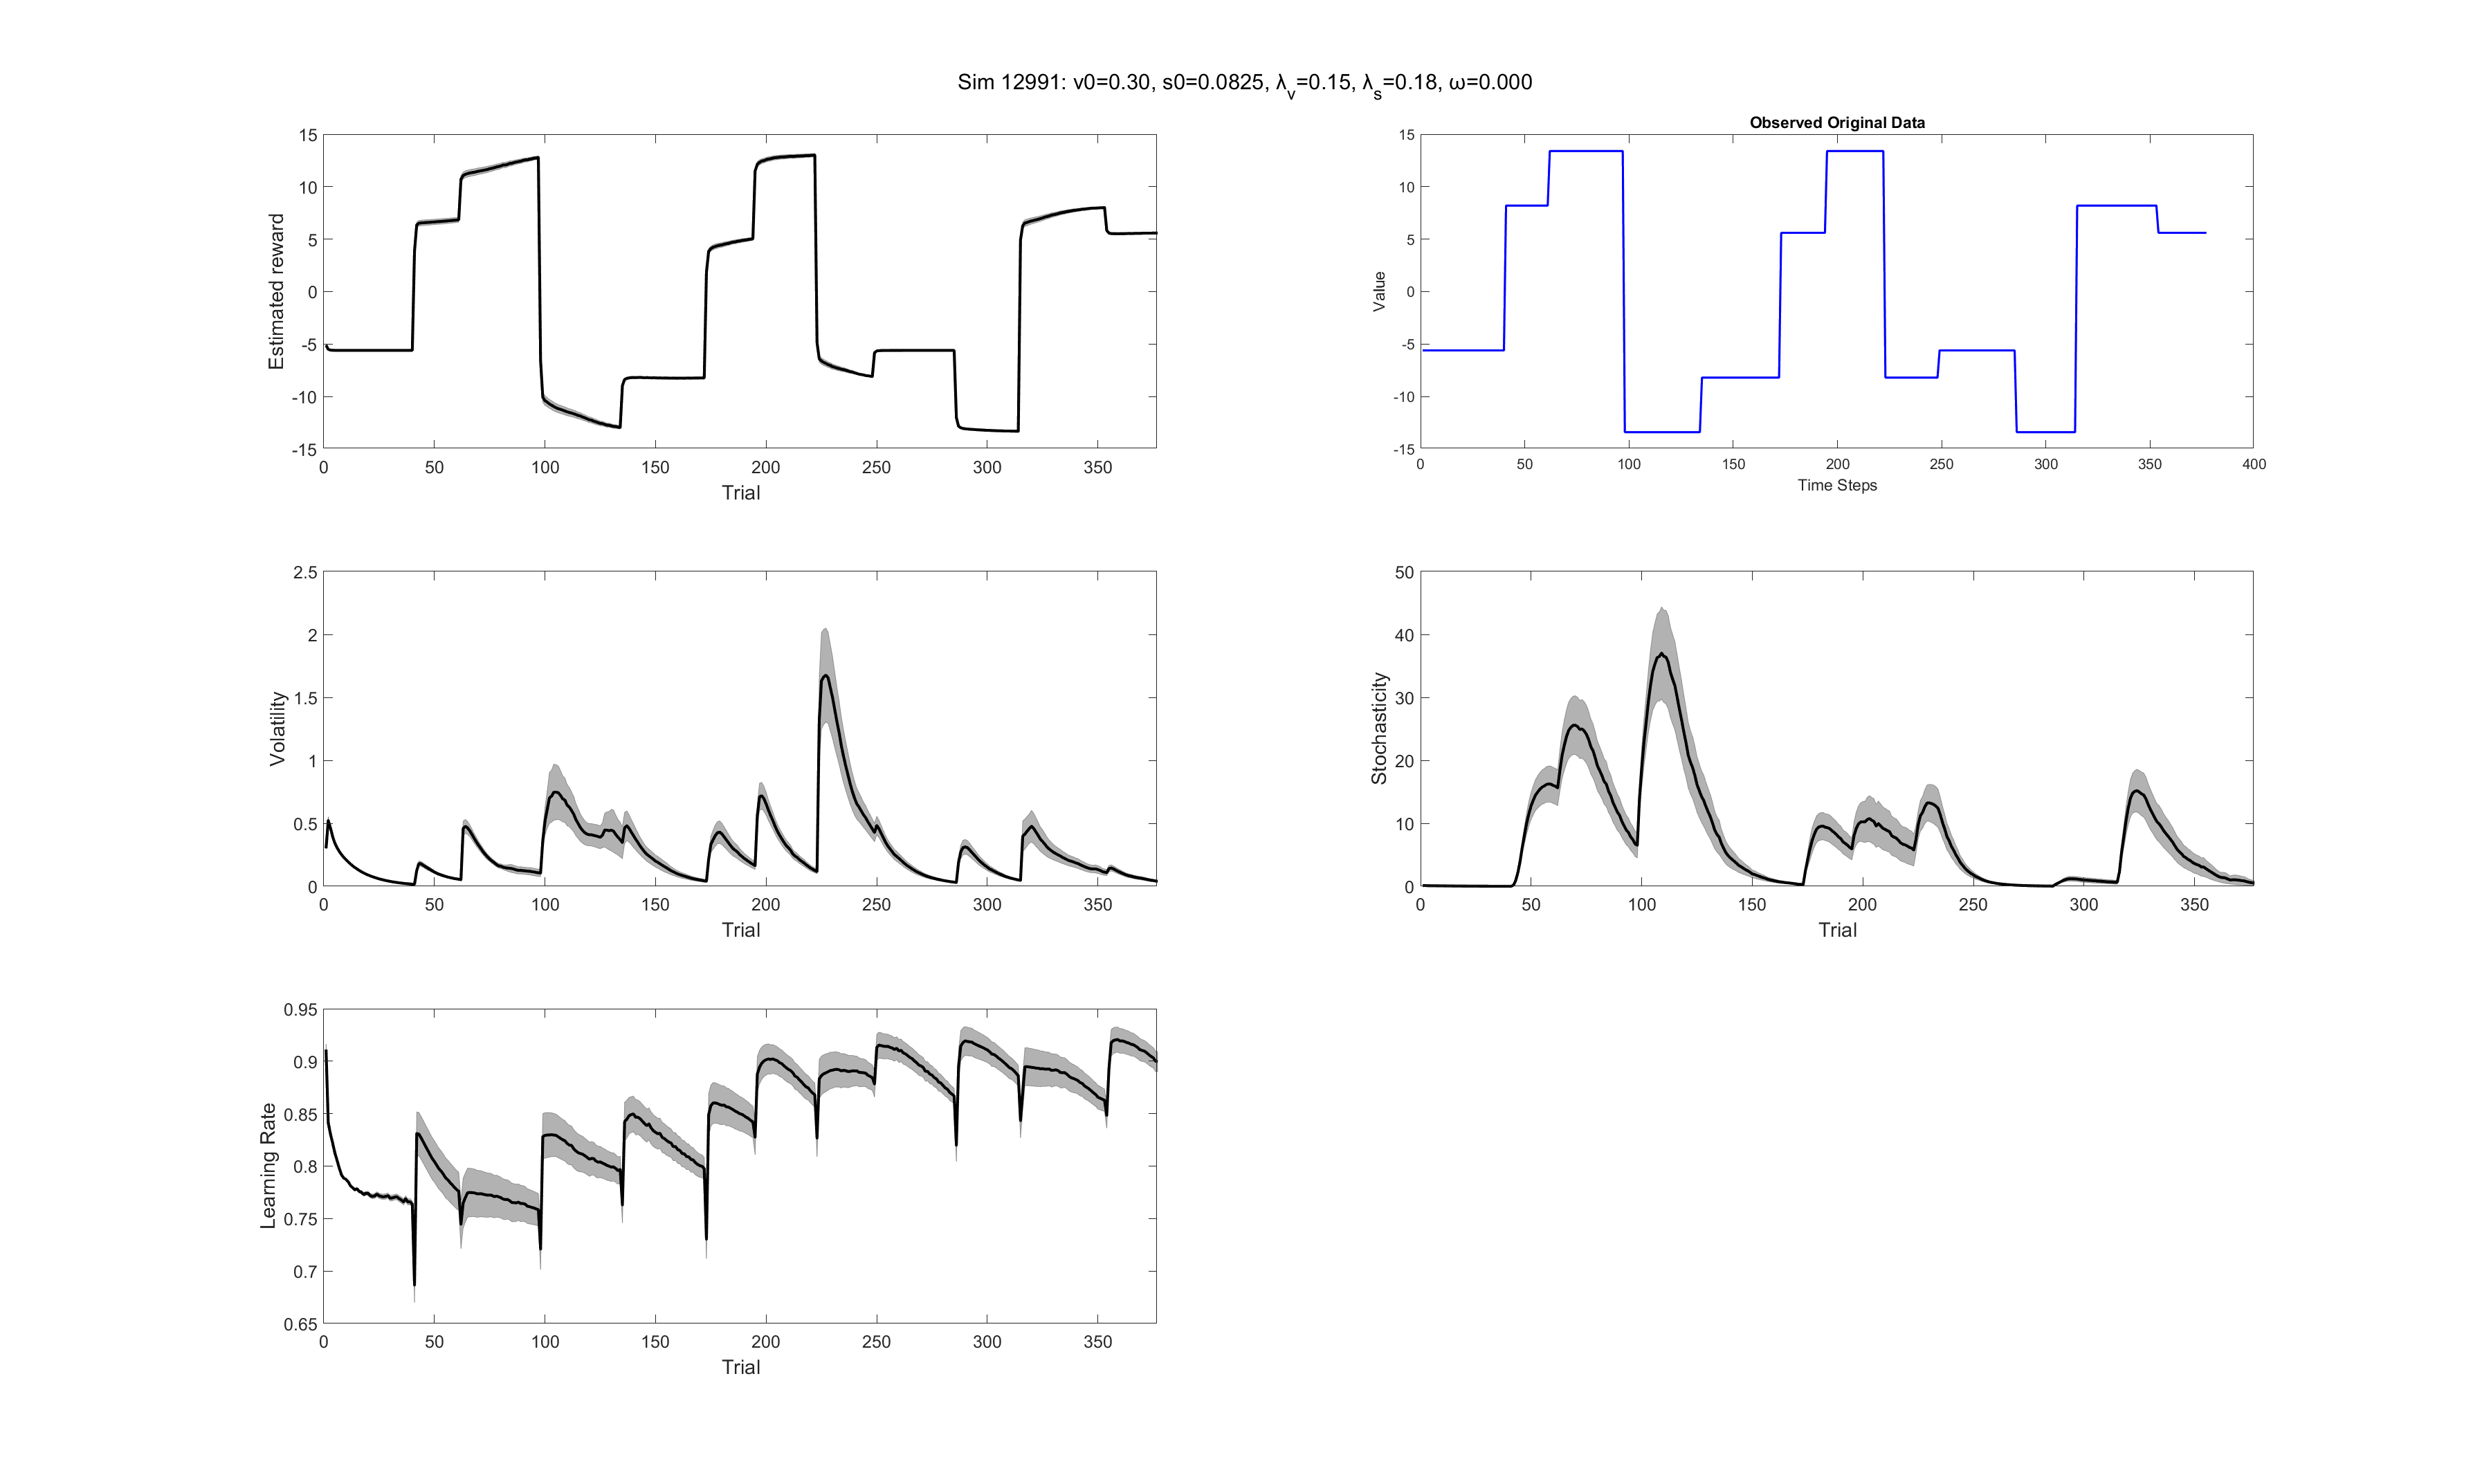 Sim 12991: v0=0.30, s0=0.0825, λv=0.15, λs=0.18, ω=0.000
15
10
5
0
-5
-10
-15
Estimated reward
0 50 100 150 200 250 300 350
Trial
Observed Original Data
15
10
5
0
-5
-10
-15
Value
0 50 100 150 200 250 300 350 400
Time Steps
2.5
2
1.5
1
0.5
0
Volatility
0 50 100 150 200 250 300 350
Trial
50
40
30
20
10
0
Stochasticity
0 50 100 150 200 250 300 350
Trial
0.95
0.9
0.85
0.8
0.75
0.7
0.65
Learning Rate
0 50 100 150 200 250 300 350
Trial